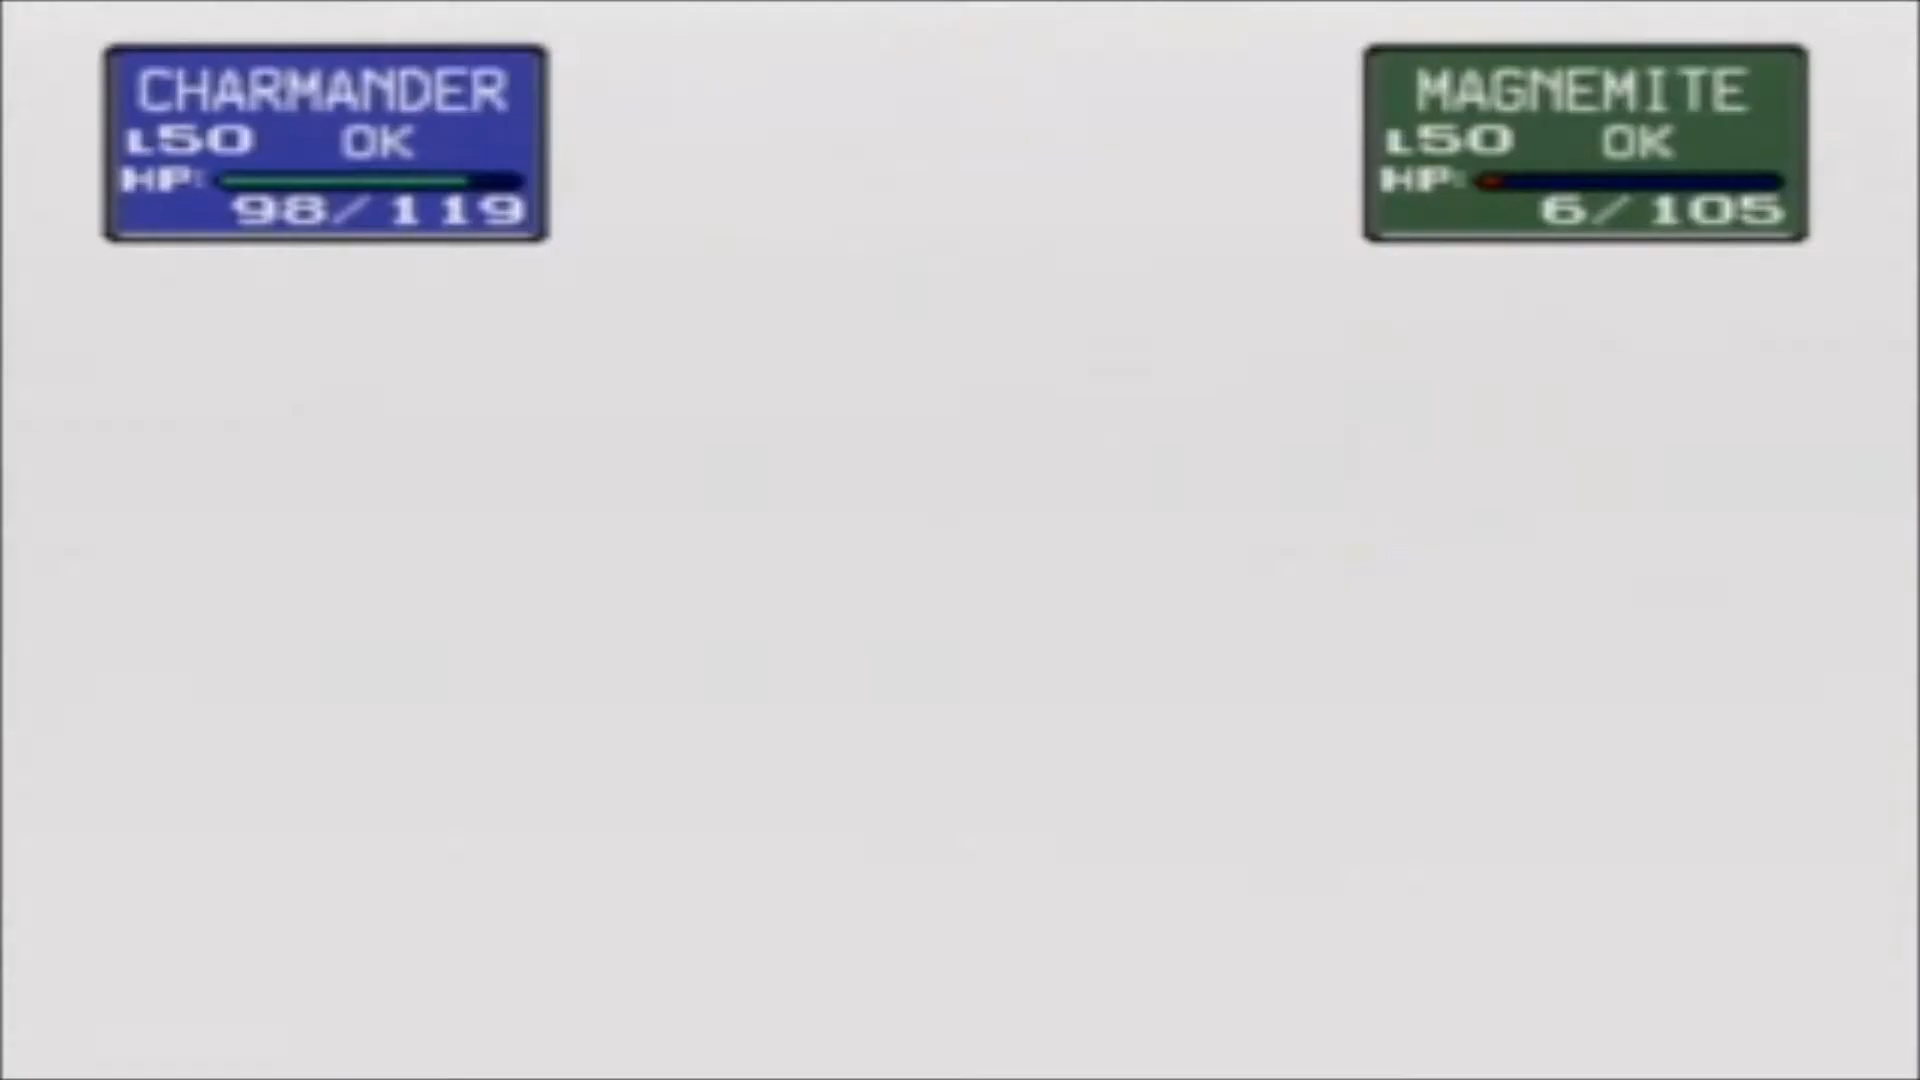 CHARMANDER
L50 OK
HP:
98/119
MAGNEMITE
L50 OK
HP:
6/105